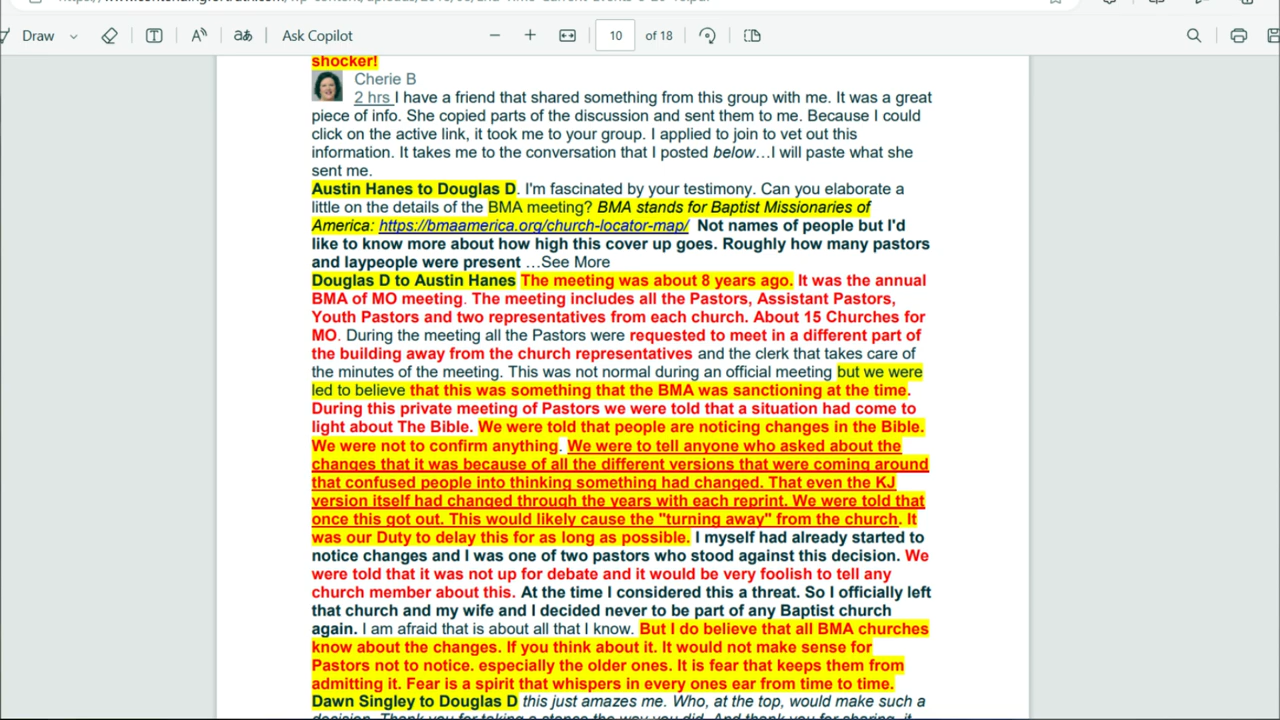 Draw
Ask Copilot
10
of 18
shocker!
Cherie B
2 hrs I have a friend that shared something from this group with me. It was a great
piece of info. She copied parts of the discussion and sent them to me. Because I could
click on the active link, it took me to your group. I applied to join to vet out this
information. It takes me to the conversation that I posted below…I will paste what she
sent me.
Austin Hanes to Douglas D. I'm fascinated by your testimony. Can you elaborate a
little on the details of the BMA meeting? BMA stands for Baptist Missionaries of
America: https://bmaamerica.org/church-locator-map/ Not names of people but I'd
like to know more about how high this cover up goes. Roughly how many pastors
and laypeople were present …See More
Douglas D to Austin Hanes The meeting was about 8 years ago. It was the annual
BMA of MO meeting. The meeting includes all the Pastors, Assistant Pastors,
Youth Pastors and two representatives from each church. About 15 Churches for
MO. During the meeting all the Pastors were requested to meet in a different part of
the building away from the church representatives and the clerk that takes care of
the minutes of the meeting. This was not normal during an official meeting but we were
led to believe that this was something that the BMA was sanctioning at the time.
During this private meeting of Pastors we were told that a situation had come to
light about The Bible. We were told that people are noticing changes in the Bible.
We were not to confirm anything. We were to tell anyone who asked about the
changes that it was because of all the different versions that were coming around
that confused people into thinking something had changed. That even the KJ
version itself had changed through the years with each reprint. We were told that
once this got out. This would likely cause the "turning away" from the church. It
was our Duty to delay this for as long as possible. I myself had already started to
notice changes and I was one of two pastors who stood against this decision. We
were told that it was not up for debate and it would be very foolish to tell any
church member about this. At the time I considered this a threat. So I officially left
that church and my wife and I decided never to be part of any Baptist church
again. I am afraid that is about all that I know. But I do believe that all BMA churches
know about the changes. If you think about it. It would not make sense for
Pastors not to notice. especially the older ones. It is fear that keeps them from
admitting it. Fear is a spirit that whispers in every ones ear from time to time.
Dawn Singley to Douglas D this just amazes me. Who, at the top, would make such a
decision. Thank you for taking a stance the way you did. And thank you for sharing. it